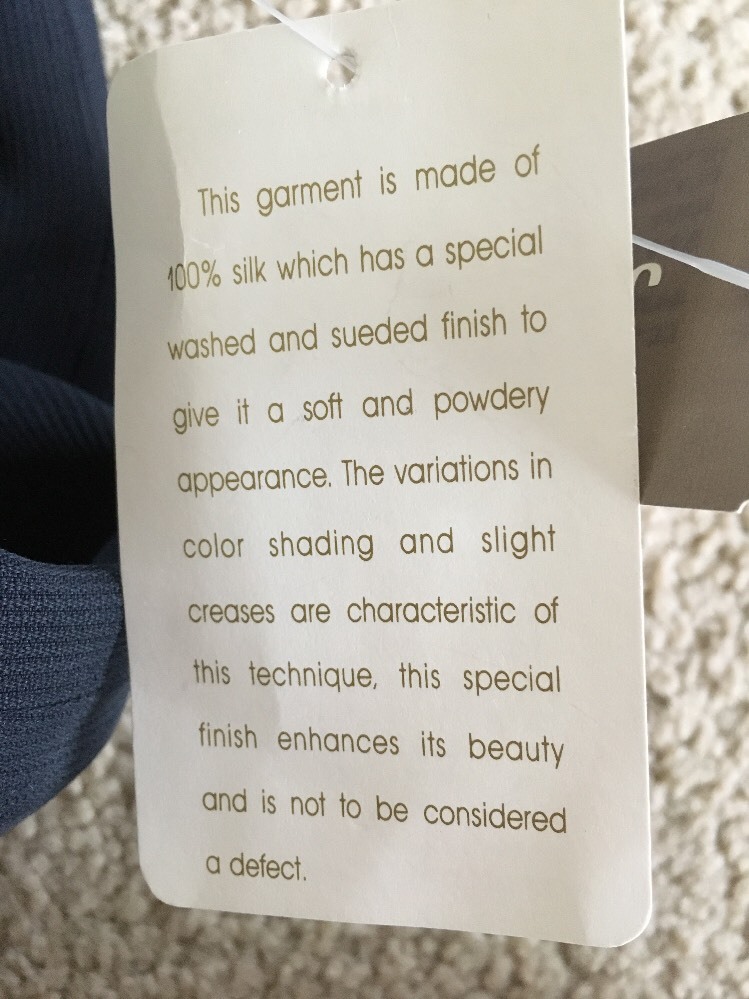 This garment is made of
100% silk which has a special
washed and sueded finish to
give it a soft and powdery
appearance. The variations in
color shading and slight
creases are characteristic of
this technique, this special
finish enhances its beauty
and is not to be considered
a defect.